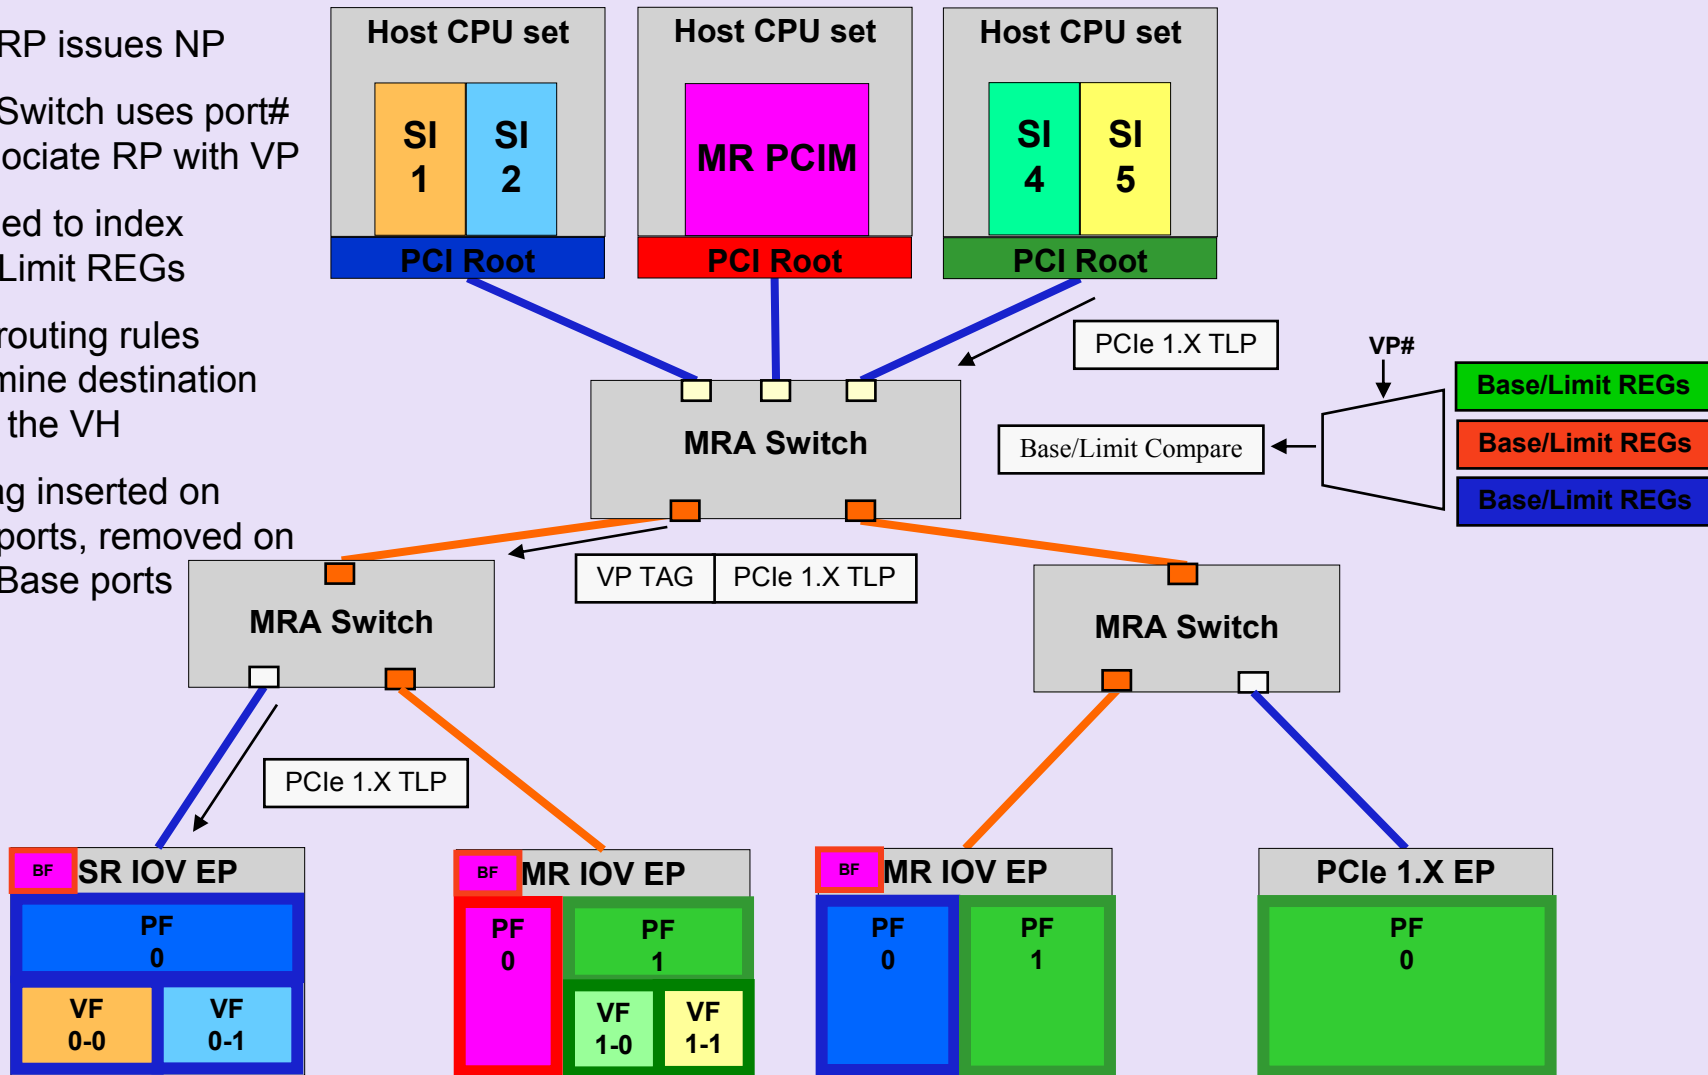 RP issues NP
Switch uses port#
ociate RP with VP
ed to index
Limit REGs
routing rules
mine destination
the VH
ag inserted on
ports, removed on
Base ports
Host CPU set
SI
1
SI
2
PCI Root
Host CPU set
MR PCIM
PCI Root
Host CPU set
SI
4
SI
5
PCI Root
PCIe 1.X TLP
VP#
Base/Limit REGs
Base/Limit REGs
Base/Limit REGs
Base/Limit Compare
MRA Switch
VP TAG
PCIe 1.X TLP
MRA Switch
MRA Switch
PCIe 1.X TLP
BF
SR IOV EP
PF
0
VF
0-0
VF
0-1
BF
MR IOV EP
PF
0
PF
1
VF
1-0
VF
1-1
BF
MR IOV EP
PF
0
PF
1
PCIe 1.X EP
PF
0